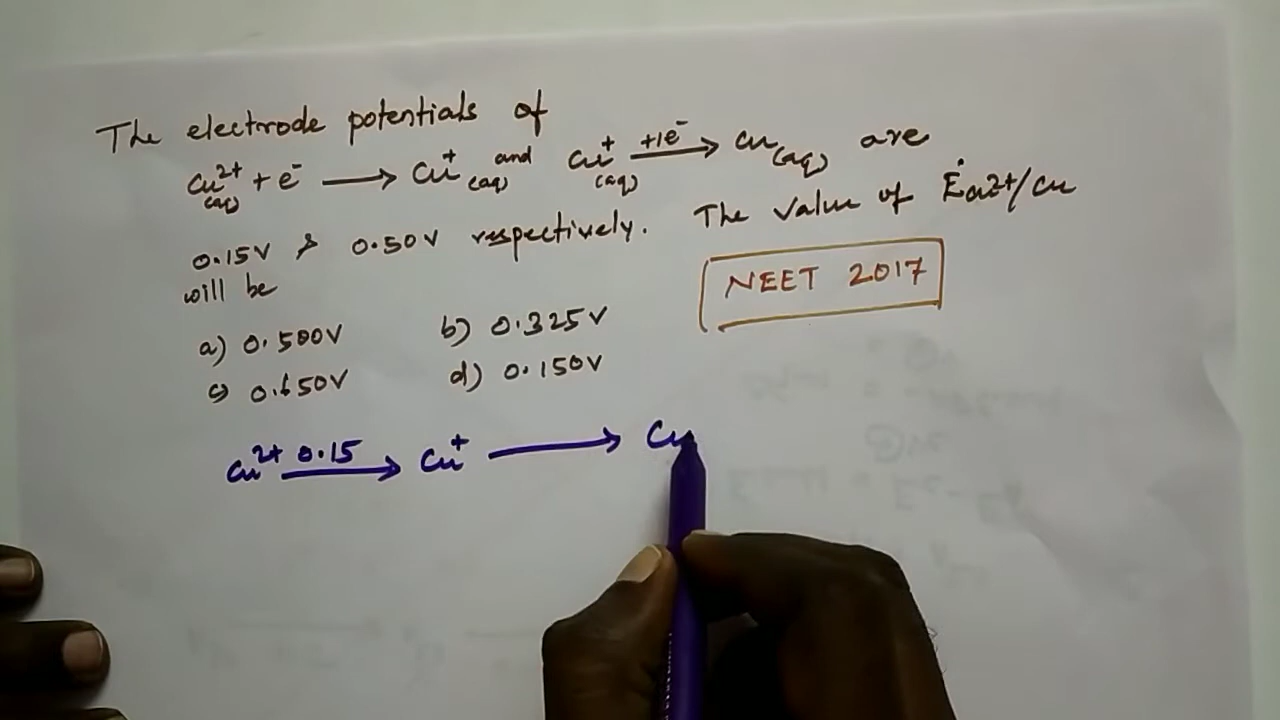 The electrode potentials of
Cu²⁺(aq) + e⁻ ⟶ Cu⁺(aq) and Cu⁺(aq) +1e⁻⟶ Cu(aq) are
0.15V & 0.50V respectively. The value of E°Cu2+/Cu
will be
NEET 2017
a) 0.500V b) 0.325V
c) 0.650V d) 0.150V
Cu²⁺ 0.15⟶ Cu⁺ ⟶ Cu